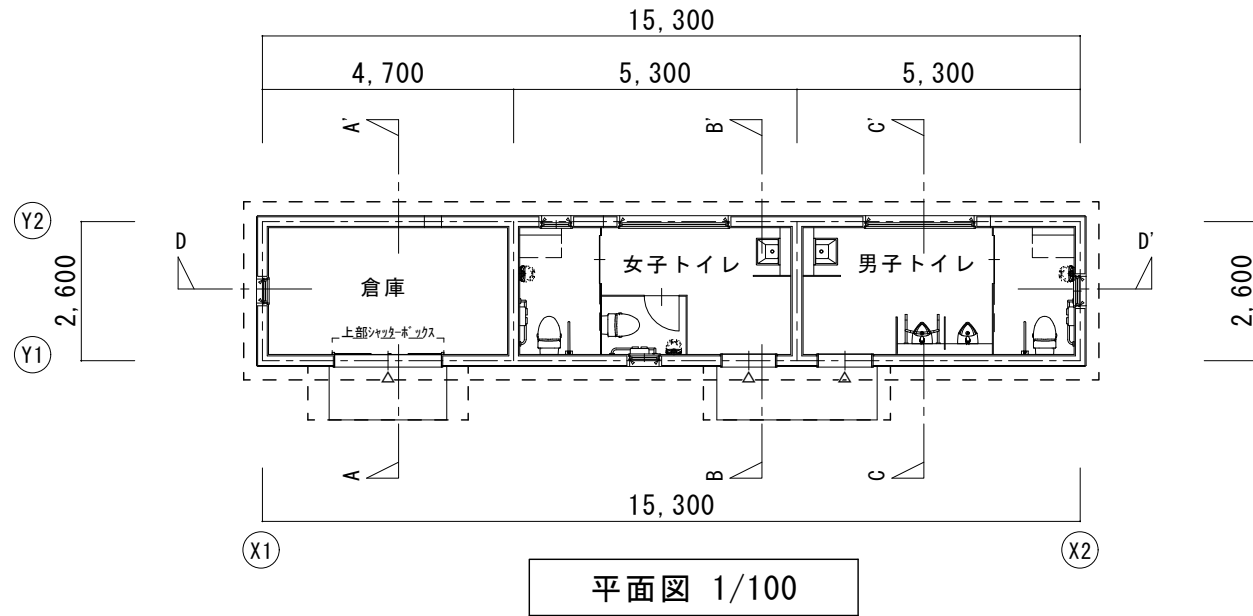 15,300
4,700 5,300 5,300
A' B' C'
Y2
D D'
女子トイレ 男子トイレ
倉庫
2,600 2,600
上部シャッターボックス
Y1
A B C
15,300
X1 X2
平面図 1/100